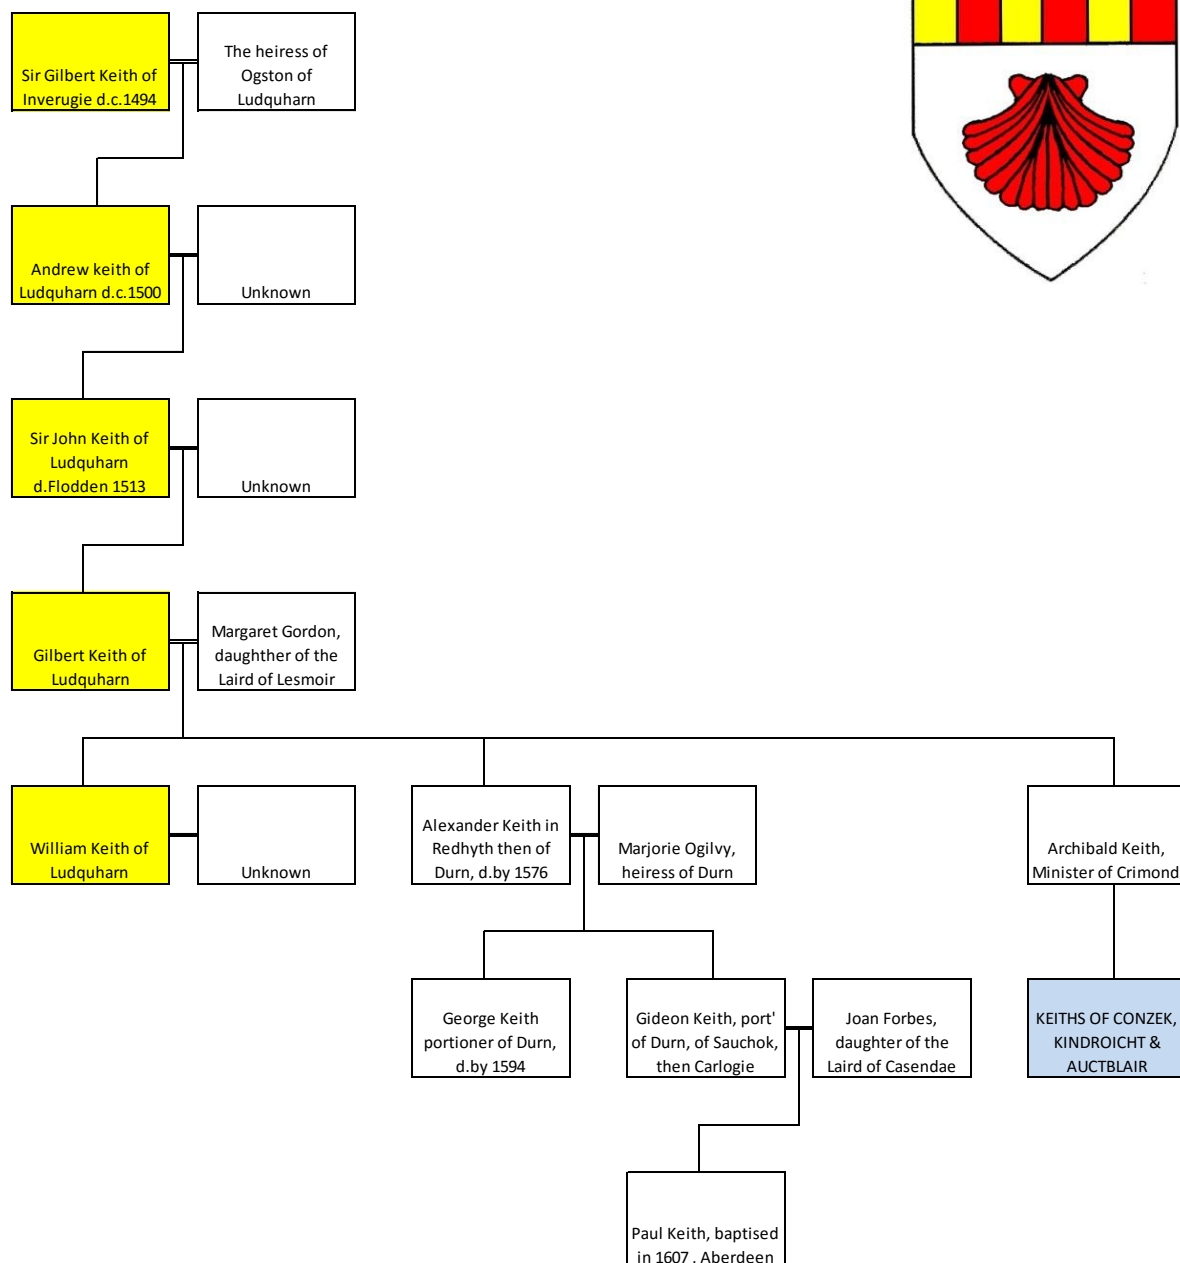 Sir Gilbert Keith of
Inverugie d.c.1494
The heiress of
Ogston of
Ludquharn
Andrew keith of
Ludquharn d.c.1500
Unknown
Sir John Keith of
Ludquharn
d.Flodden 1513
Unknown
Gilbert Keith of
Ludquharn
Margaret Gordon,
daughther of the
Laird of Lesmoir
William Keith of
Ludquharn
Unknown
Alexander Keith in
Redhyth then of
Durn, d.by 1576
Marjorie Ogilvy,
heiress of Durn
Archibald Keith,
Minister of Crimond
George Keith
portioner of Durn,
d.by 1594
Gideon Keith, port'
of Durn, of Sauchok,
then Carlogie
Joan Forbes,
daughter of the
Laird of Casendae
KEITHS OF CONZEK,
KINDROICHT &
AUCTBLAIR
Paul Keith, baptised
in 1607 , Aberdeen